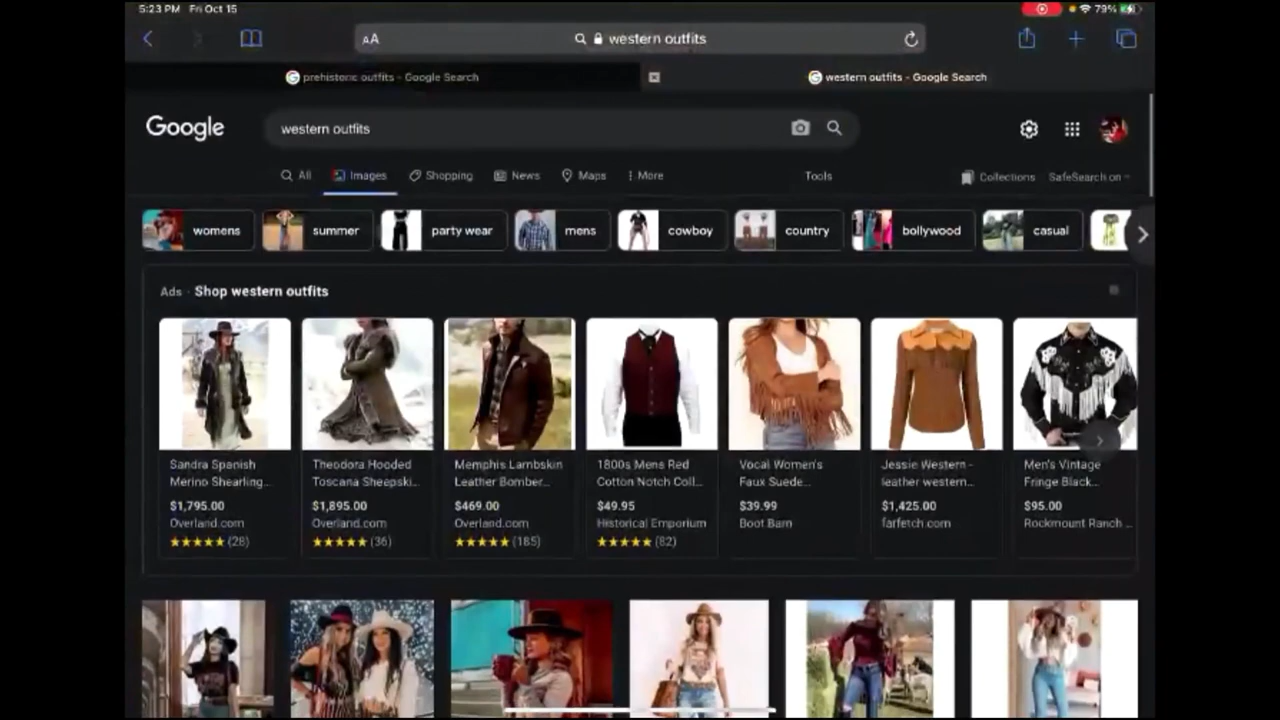 5:23 PM Fri Oct 15
79%
AA
western outfits
prehistoric outfits - Google Search
western outfits - Google Search
Google
western outfits
All
Images
Shopping
News
Maps
More
Tools
Collections
SafeSearch on
womens
summer
party wear
mens
cowboy
country
bollywood
casual
Ads · Shop western outfits
Sandra Spanish
Merino Shearling...
$1,795.00
Overland.com
(28)
Theodora Hooded
Toscana Sheepski...
$1,895.00
Overland.com
(36)
Memphis Lambskin
Leather Bomber...
$469.00
Overland.com
(185)
1800s Mens Red
Cotton Notch Coll...
$49.95
Historical Emporium
(82)
Vocal Women's
Faux Suede...
$39.99
Boot Barn
Jessie Western -
leather western...
$1,425.00
farfetch.com
Men's Vintage
Fringe Black...
$95.00
Rockmount Ranch ...